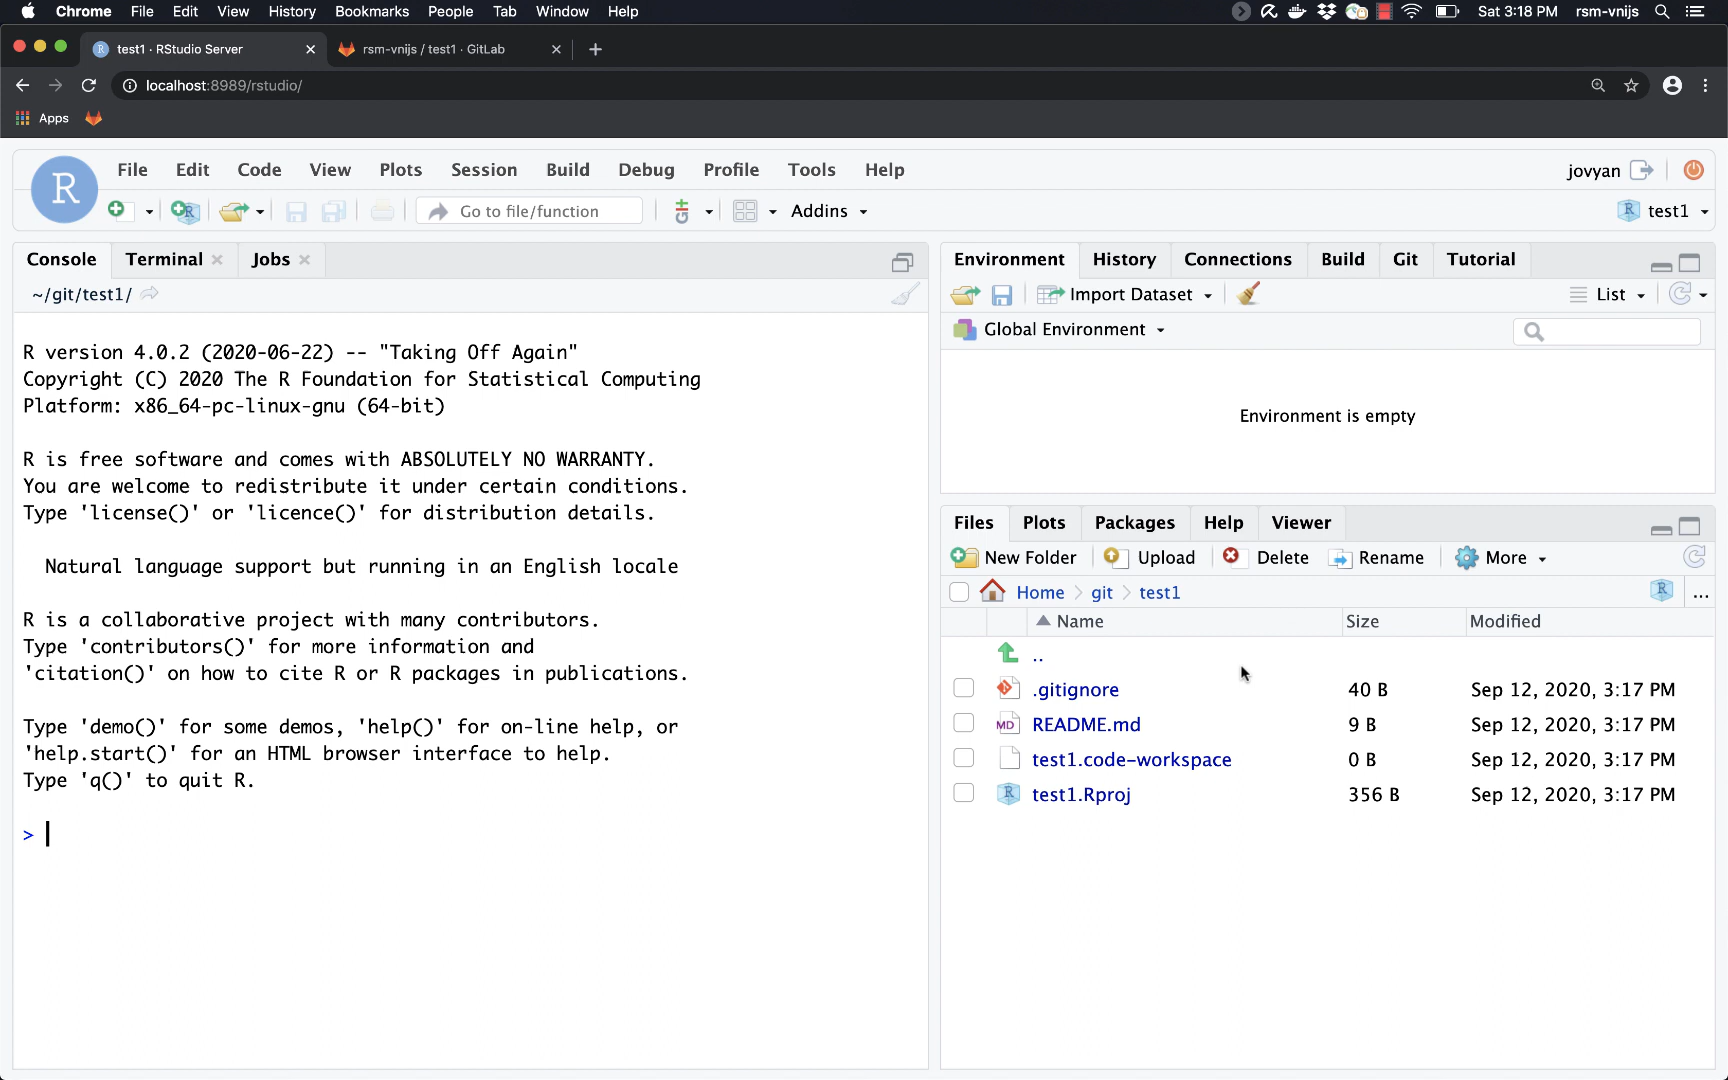 Chrome File Edit View History Bookmarks People Tab Window Help Sat 3:18 PM rsm-vnijs
test1 · RStudio Server rsm-vnijs / test1 · GitLab
localhost:8989/rstudio/
Apps
R File Edit Code View Plots Session Build Debug Profile Tools Help jovyan
Go to file/function Addins test1
Console Terminal Jobs
~/git/test1/
R version 4.0.2 (2020-06-22) -- "Taking Off Again"
Copyright (C) 2020 The R Foundation for Statistical Computing
Platform: x86_64-pc-linux-gnu (64-bit)
R is free software and comes with ABSOLUTELY NO WARRANTY.
You are welcome to redistribute it under certain conditions.
Type 'license()' or 'licence()' for distribution details.
Natural language support but running in an English locale
R is a collaborative project with many contributors.
Type 'contributors()' for more information and
'citation()' on how to cite R or R packages in publications.
Type 'demo()' for some demos, 'help()' for on-line help, or
'help.start()' for an HTML browser interface to help.
Type 'q()' to quit R.
>
Environment History Connections Build Git Tutorial
Import Dataset List
Global Environment
Environment is empty
Files Plots Packages Help Viewer
New Folder Upload Delete Rename More
Home git test1 ...
Name Size Modified
..
.gitignore 40 B Sep 12, 2020, 3:17 PM
MD README.md 9 B Sep 12, 2020, 3:17 PM
test1.code-workspace 0 B Sep 12, 2020, 3:17 PM
test1.Rproj 356 B Sep 12, 2020, 3:17 PM